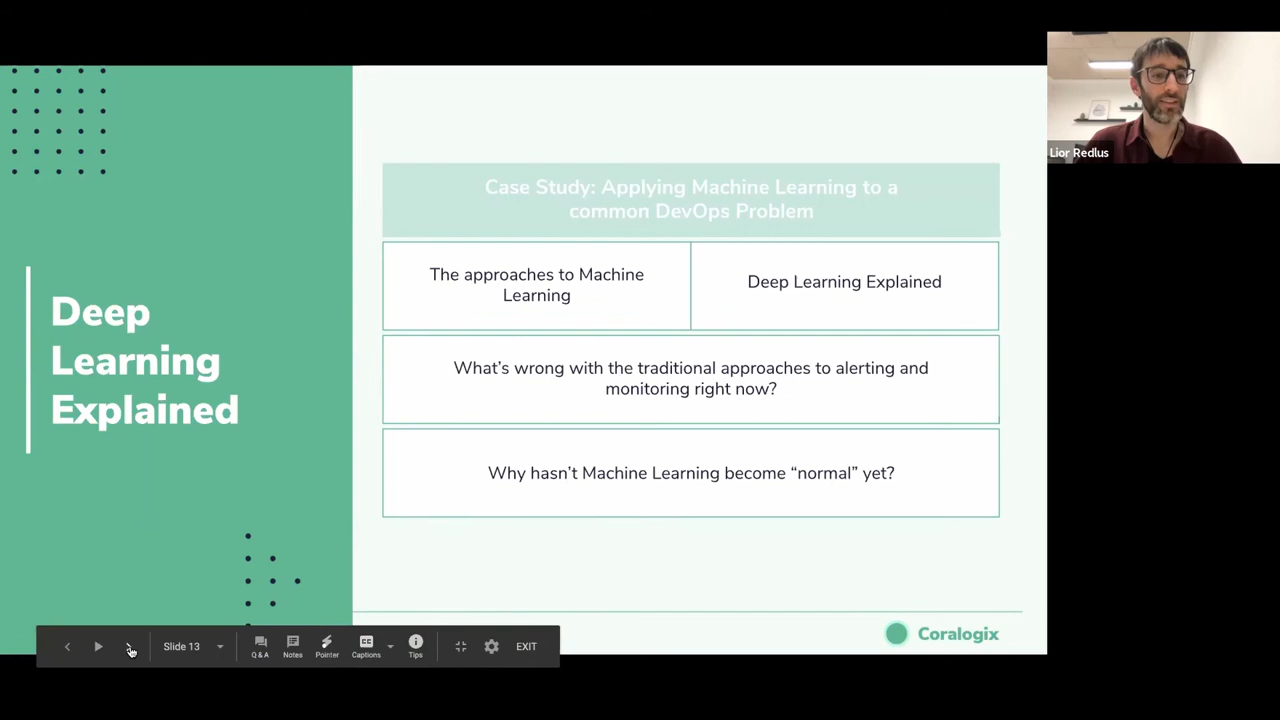 Deep
Learning
Explained
Case Study: Applying Machine Learning to a
common DevOps Problem
The approaches to Machine
Learning
Deep Learning Explained
What's wrong with the traditional approaches to alerting and
monitoring right now?
Why hasn't Machine Learning become “normal” yet?
Coralogix
Slide 13
Q & A
Notes
Pointer
Captions
Tips
EXIT
Lior Redlus